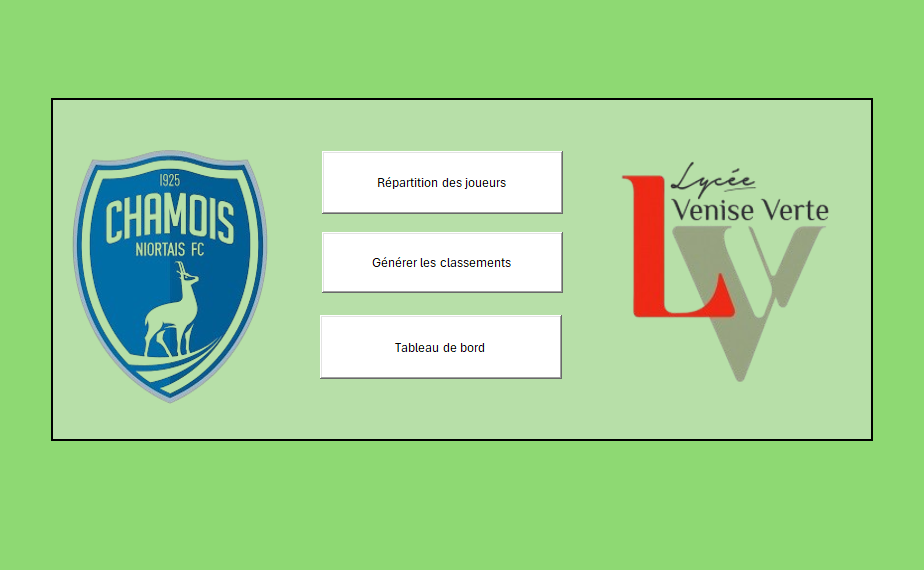 1925
CHAMOIS
NIORTAIS FC
Répartition des joueurs
Générer les classements
Tableau de bord
Lycée
Venise Verte
LV